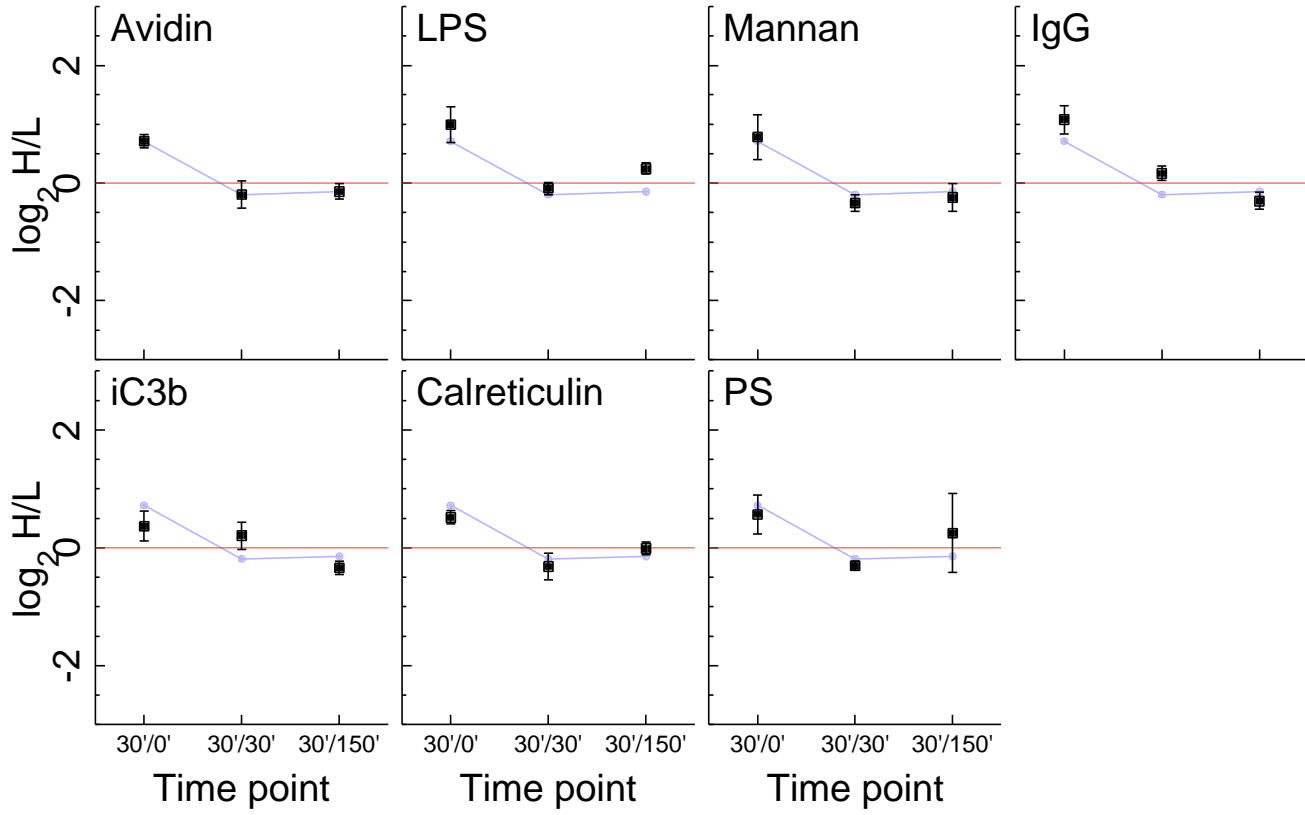 Avidin LPS Mannan IgG
log2 H/L
2
0
-2
iC3b Calreticulin PS
log2 H/L
2
0
-2
30'/0' 30'/30' 30'/150' 30'/0' 30'/30' 30'/150' 30'/0' 30'/30' 30'/150'
Time point Time point Time point